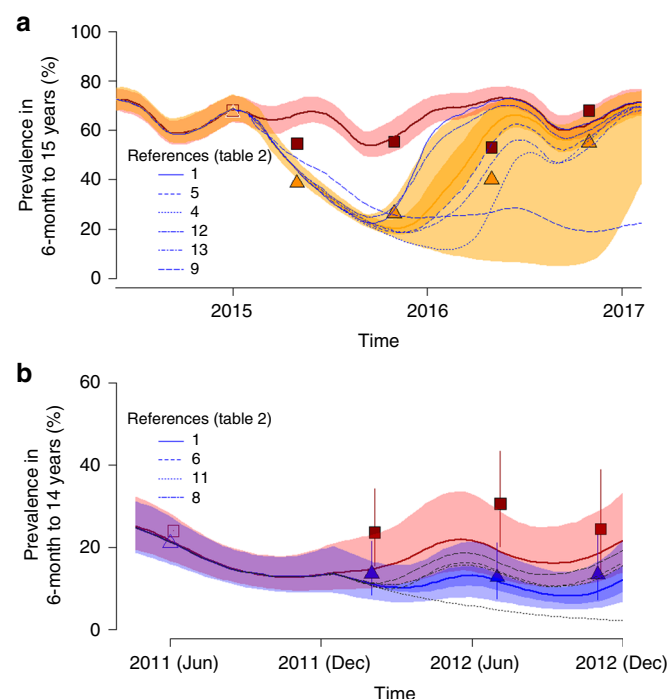 a
Prevalence in
6-month to 15 years (%)
100
80
60
40
20
0
References (table 2)
1
5
4
12
13
9
2015
2016
2017
Time
b
Prevalence in
6-month to 14 years (%)
60
40
20
0
References (table 2)
1
6
11
8
2011 (Jun)
2011 (Dec)
2012 (Jun)
2012 (Dec)
Time